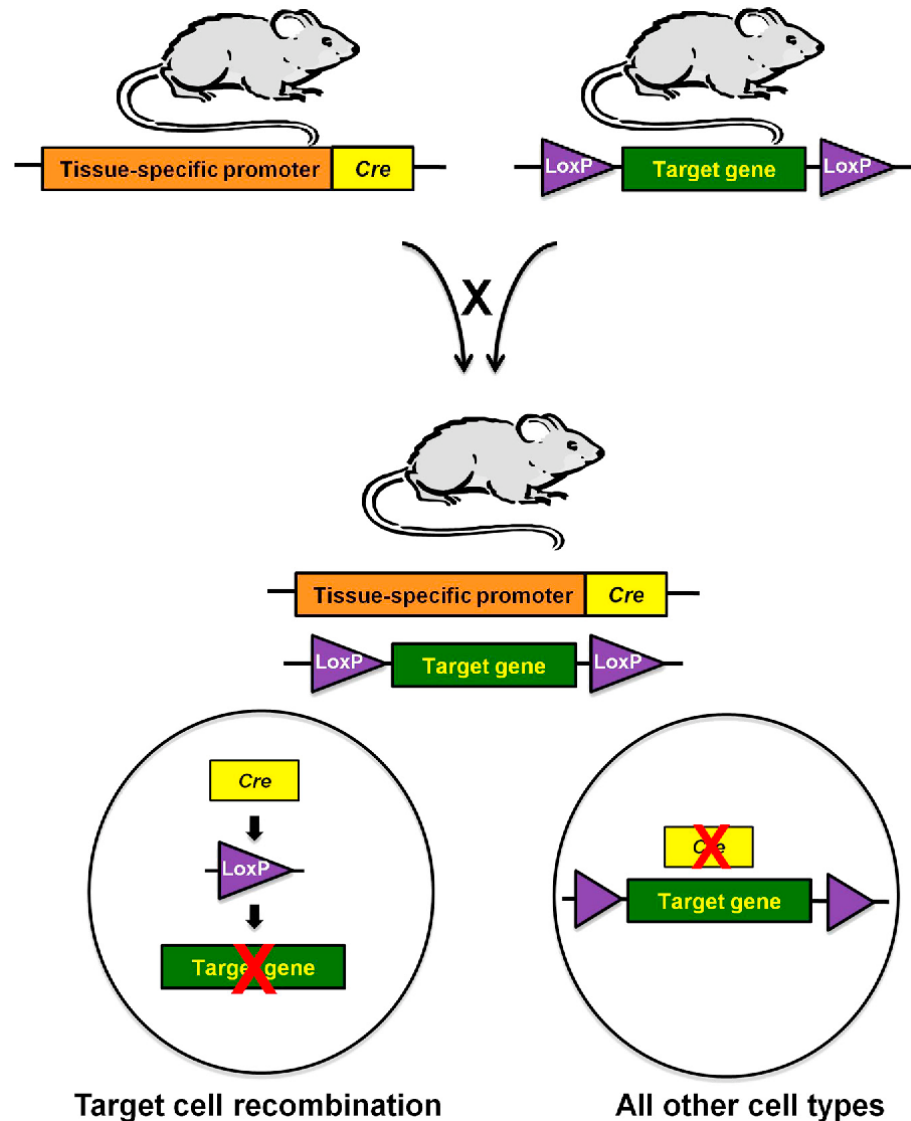 Tissue-specific promoter Cre
LoxP Target gene LoxP
X
Tissue-specific promoter Cre
LoxP Target gene LoxP
Cre
LoxP
Target gene
Cre
Target gene
Target cell recombination
All other cell types